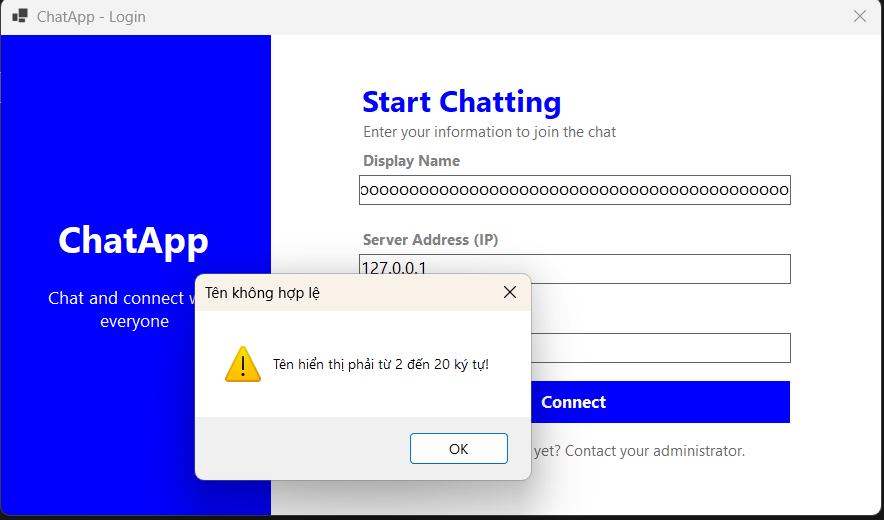 ChatApp - Login
Start Chatting
Enter your information to join the chat
Display Name
Server Address (IP)
127.0.0.1
ChatApp
Chat and connect
everyone
Tên không hợp lệ
Tên hiển thị phải từ 2 đến 20 ký tự!
OK
Connect
yet? Contact your administrator.